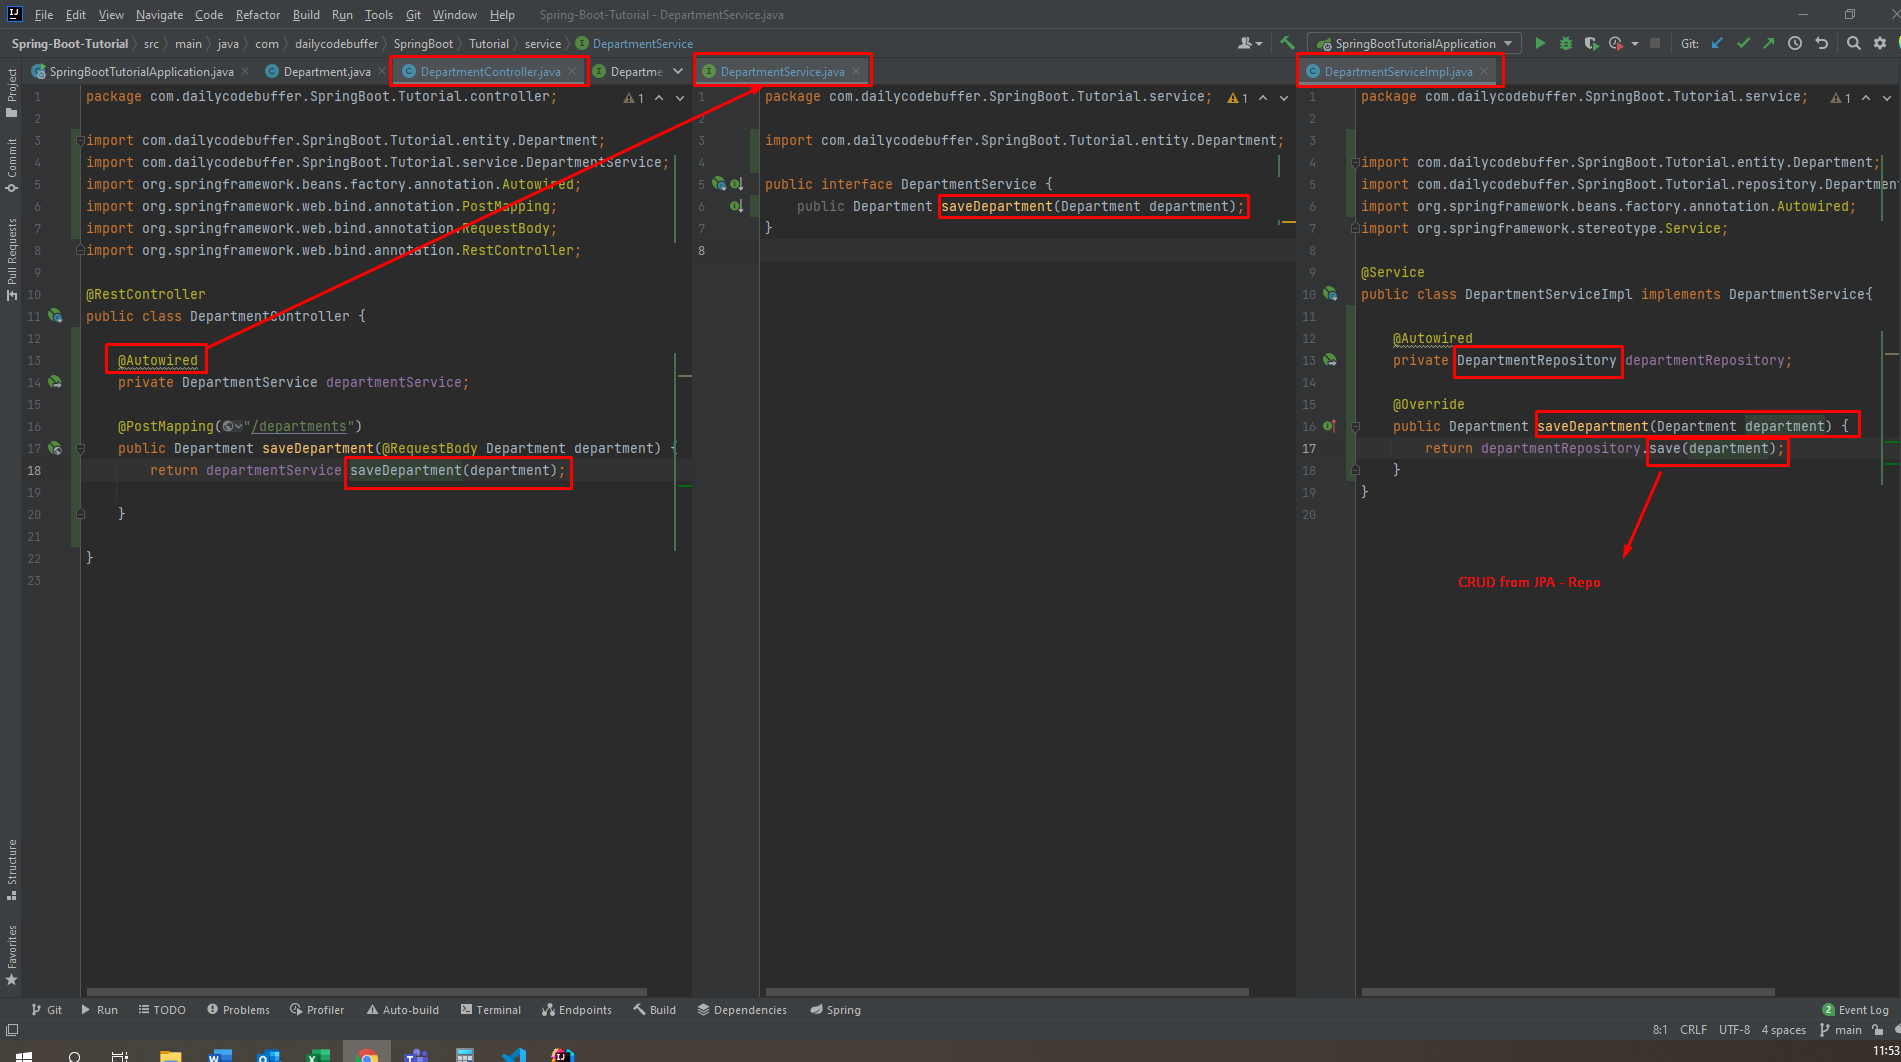 File Edit View Navigate Code Refactor Build Run Tools Git Window Help Spring-Boot-Tutorial - DepartmentService.java
Spring-Boot-Tutorial src main java com dailycodebuffer SpringBoot Tutorial service DepartmentService
SpringBootTutorialApplication
Git:
SpringBootTutorialApplication.java Department.java DepartmentController.java Departme
DepartmentService.java
DepartmentServiceImpl.java
Project
Commit
Pull Requests
Structure
Favorites
1 package com.dailycodebuffer.SpringBoot.Tutorial.controller; 1
2
3 import com.dailycodebuffer.SpringBoot.Tutorial.entity.Department;
4 import com.dailycodebuffer.SpringBoot.Tutorial.service.DepartmentService;
5 import org.springframework.beans.factory.annotation.Autowired;
6 import org.springframework.web.bind.annotation.PostMapping;
7 import org.springframework.web.bind.annotation.RequestBody;
8 import org.springframework.web.bind.annotation.RestController;
9
10 @RestController
11 public class DepartmentController {
12
13 @Autowired
14 private DepartmentService departmentService;
15
16 @PostMapping("/departments")
17 public Department saveDepartment(@RequestBody Department department) {
18 return departmentService.saveDepartment(department);
19
20 }
21
22 }
23
1 package com.dailycodebuffer.SpringBoot.Tutorial.service; 1
2
3 import com.dailycodebuffer.SpringBoot.Tutorial.entity.Department;
4
5 public interface DepartmentService {
6 public Department saveDepartment(Department department);
7 }
8
1 package com.dailycodebuffer.SpringBoot.Tutorial.service; 1
2
3
4 import com.dailycodebuffer.SpringBoot.Tutorial.entity.Department;
5 import com.dailycodebuffer.SpringBoot.Tutorial.repository.Department
6 import org.springframework.beans.factory.annotation.Autowired;
7 import org.springframework.stereotype.Service;
8
9 @Service
10 public class DepartmentServiceImpl implements DepartmentService{
11
12 @Autowired
13 private DepartmentRepository departmentRepository;
14
15 @Override
16 public Department saveDepartment(Department department) {
17 return departmentRepository.save(department);
18 }
19 }
20
CRUD from JPA - Repo
Git Run TODO Problems Profiler Auto-build Terminal Endpoints Build Dependencies Spring
2 Event Log
8:1 CRLF UTF-8 4 spaces main
11:53